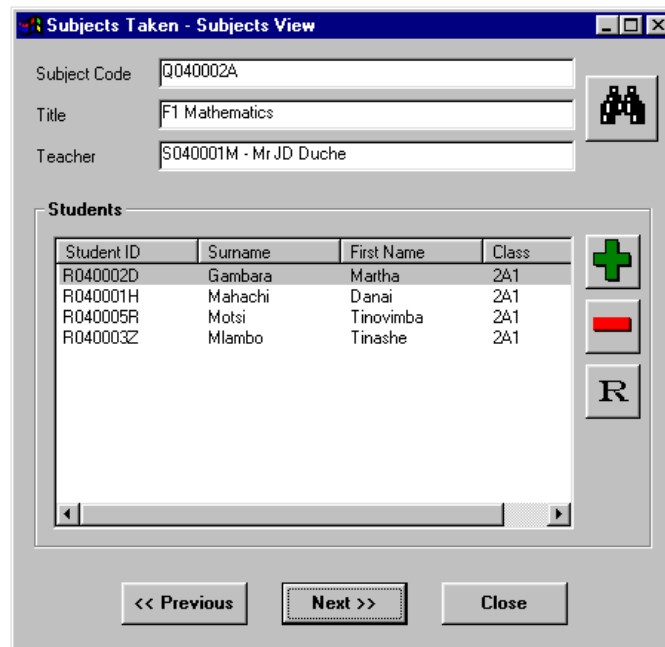 Subjects Taken - Subjects View
Subject Code Q040002A
Title F1 Mathematics
Teacher S040001M - Mr JD Duche
Students
Student ID Surname First Name Class
R040002D Gambara Martha 2A1
R040001H Mahachi Danai 2A1
R040005R Motsi Tinovimba 2A1
R040003Z Mlambo Tinashe 2A1
R
<< Previous Next >> Close